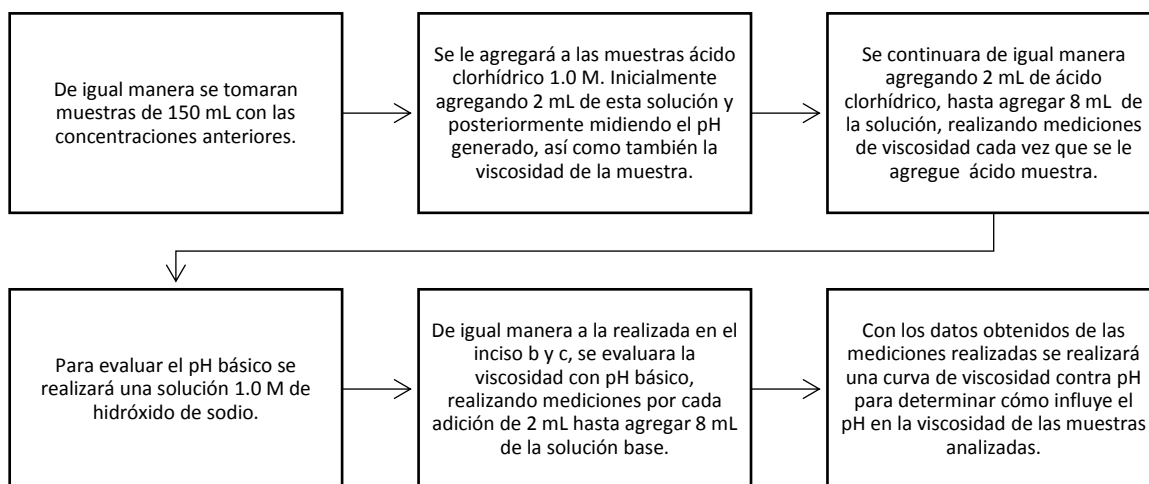 De igual manera se tomaran
muestras de 150 mL con las
concentraciones anteriores.
Se le agregará a las muestras ácido
clorhídrico 1.0 M. Inicialmente
agregando 2 mL de esta solución y
posteriormente midiendo el pH
generado, así como también la
viscosidad de la muestra.
Se continuara de igual manera
agregando 2 mL de ácido
clorhídrico, hasta agregar 8 mL de
la solución, realizando mediciones
de viscosidad cada vez que se le
agregue ácido muestra.
Para evaluar el pH básico se
realizará una solución 1.0 M de
hidróxido de sodio.
De igual manera a la realizada en el
inciso b y c, se evaluara la
viscosidad con pH básico,
realizando mediciones por cada
adición de 2 mL hasta agregar 8 mL
de la solución base.
Con los datos obtenidos de las
mediciones realizadas se realizará
una curva de viscosidad contra pH
para determinar cómo influye el
pH en la viscosidad de las muestras
analizadas.